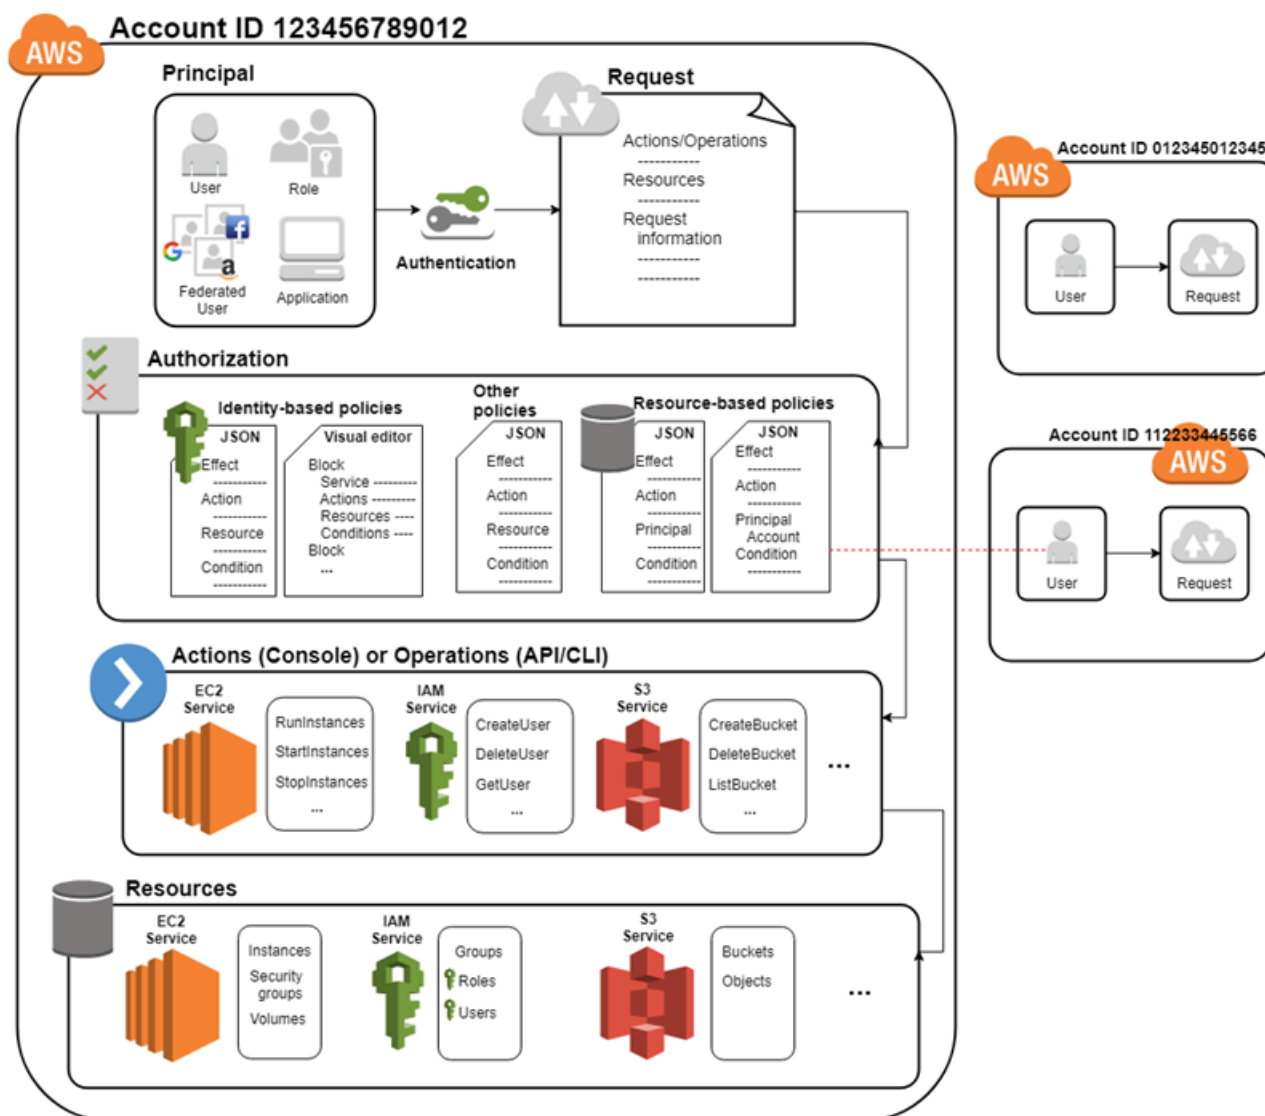 AWS
Account ID 123456789012
Principal
User
Role
G
f
a
Federated
User
Application
Authentication
Request
Actions/Operations
-----------
Resources
-----------
Request
information
-----------
-----------
AWS
Account ID 012345012345
User
Request
Authorization
Identity-based policies
JSON
Effect
-----------
Action
-----------
Resource
-----------
Condition
-----------
Visual editor
Block
Service ---------
Actions ---------
Resources ----
Conditions ----
Block
...
Other
policies
JSON
Effect
-----------
Action
-----------
Resource
-----------
Condition
-----------
Resource-based policies
JSON
Effect
-----------
Action
-----------
Principal
-----------
Condition
-----------
JSON
Effect
-----------
Action
-----------
Principal
Account
Condition
-----------
Account ID 112233445566
AWS
User
Request
Actions (Console) or Operations (API/CLI)
EC2
Service
RunInstances
StartInstances
StopInstances
...
IAM
Service
CreateUser
DeleteUser
GetUser
...
S3
Service
CreateBucket
DeleteBucket
ListBucket
...
...
Resources
EC2
Service
Instances
Security
groups
Volumes
IAM
Service
Groups
Roles
Users
S3
Service
Buckets
Objects
...